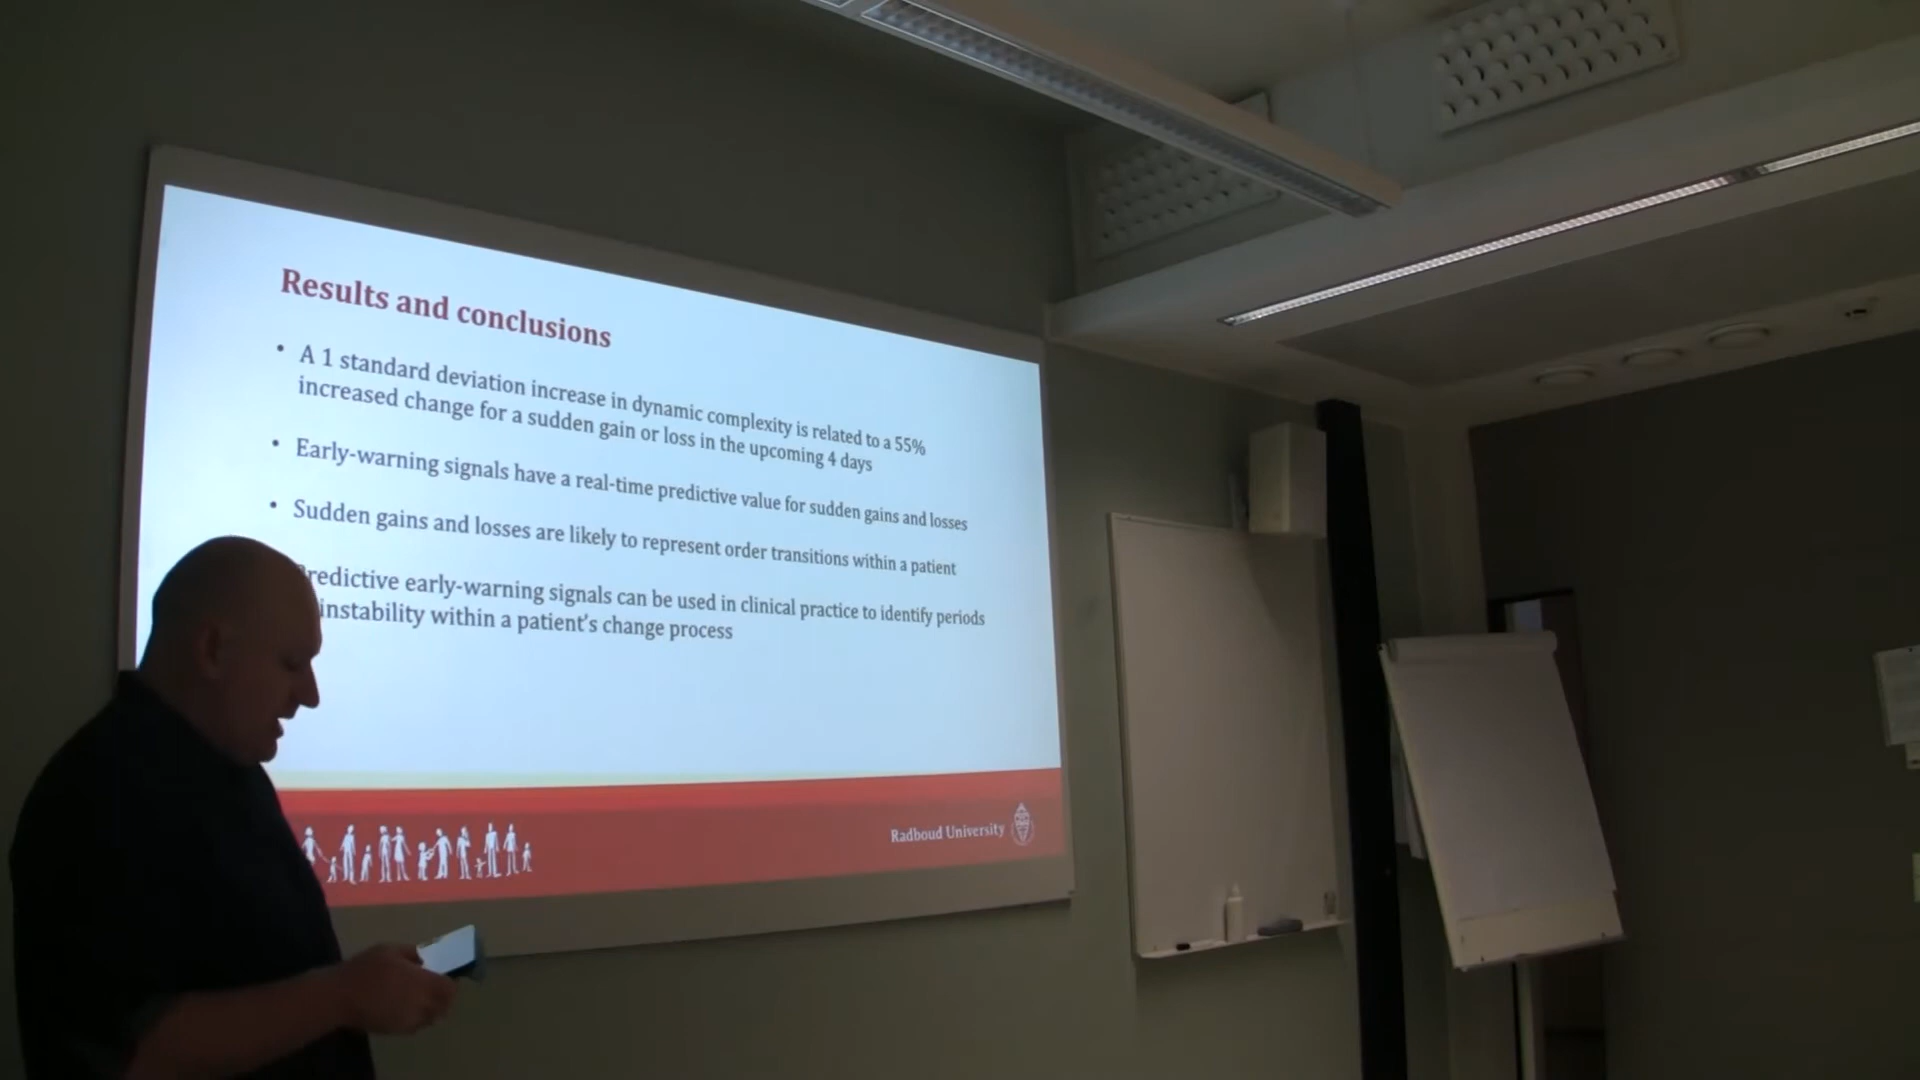 Results and conclusions
• A 1 standard deviation increase in dynamic complexity is related to a 55%
increased change for a sudden gain or loss in the upcoming 4 days
• Early-warning signals have a real-time predictive value for sudden gains and losses
• Sudden gains and losses are likely to represent order transitions within a patient
Predictive early-warning signals can be used in clinical practice to identify periods
instability within a patient's change process
Radboud University